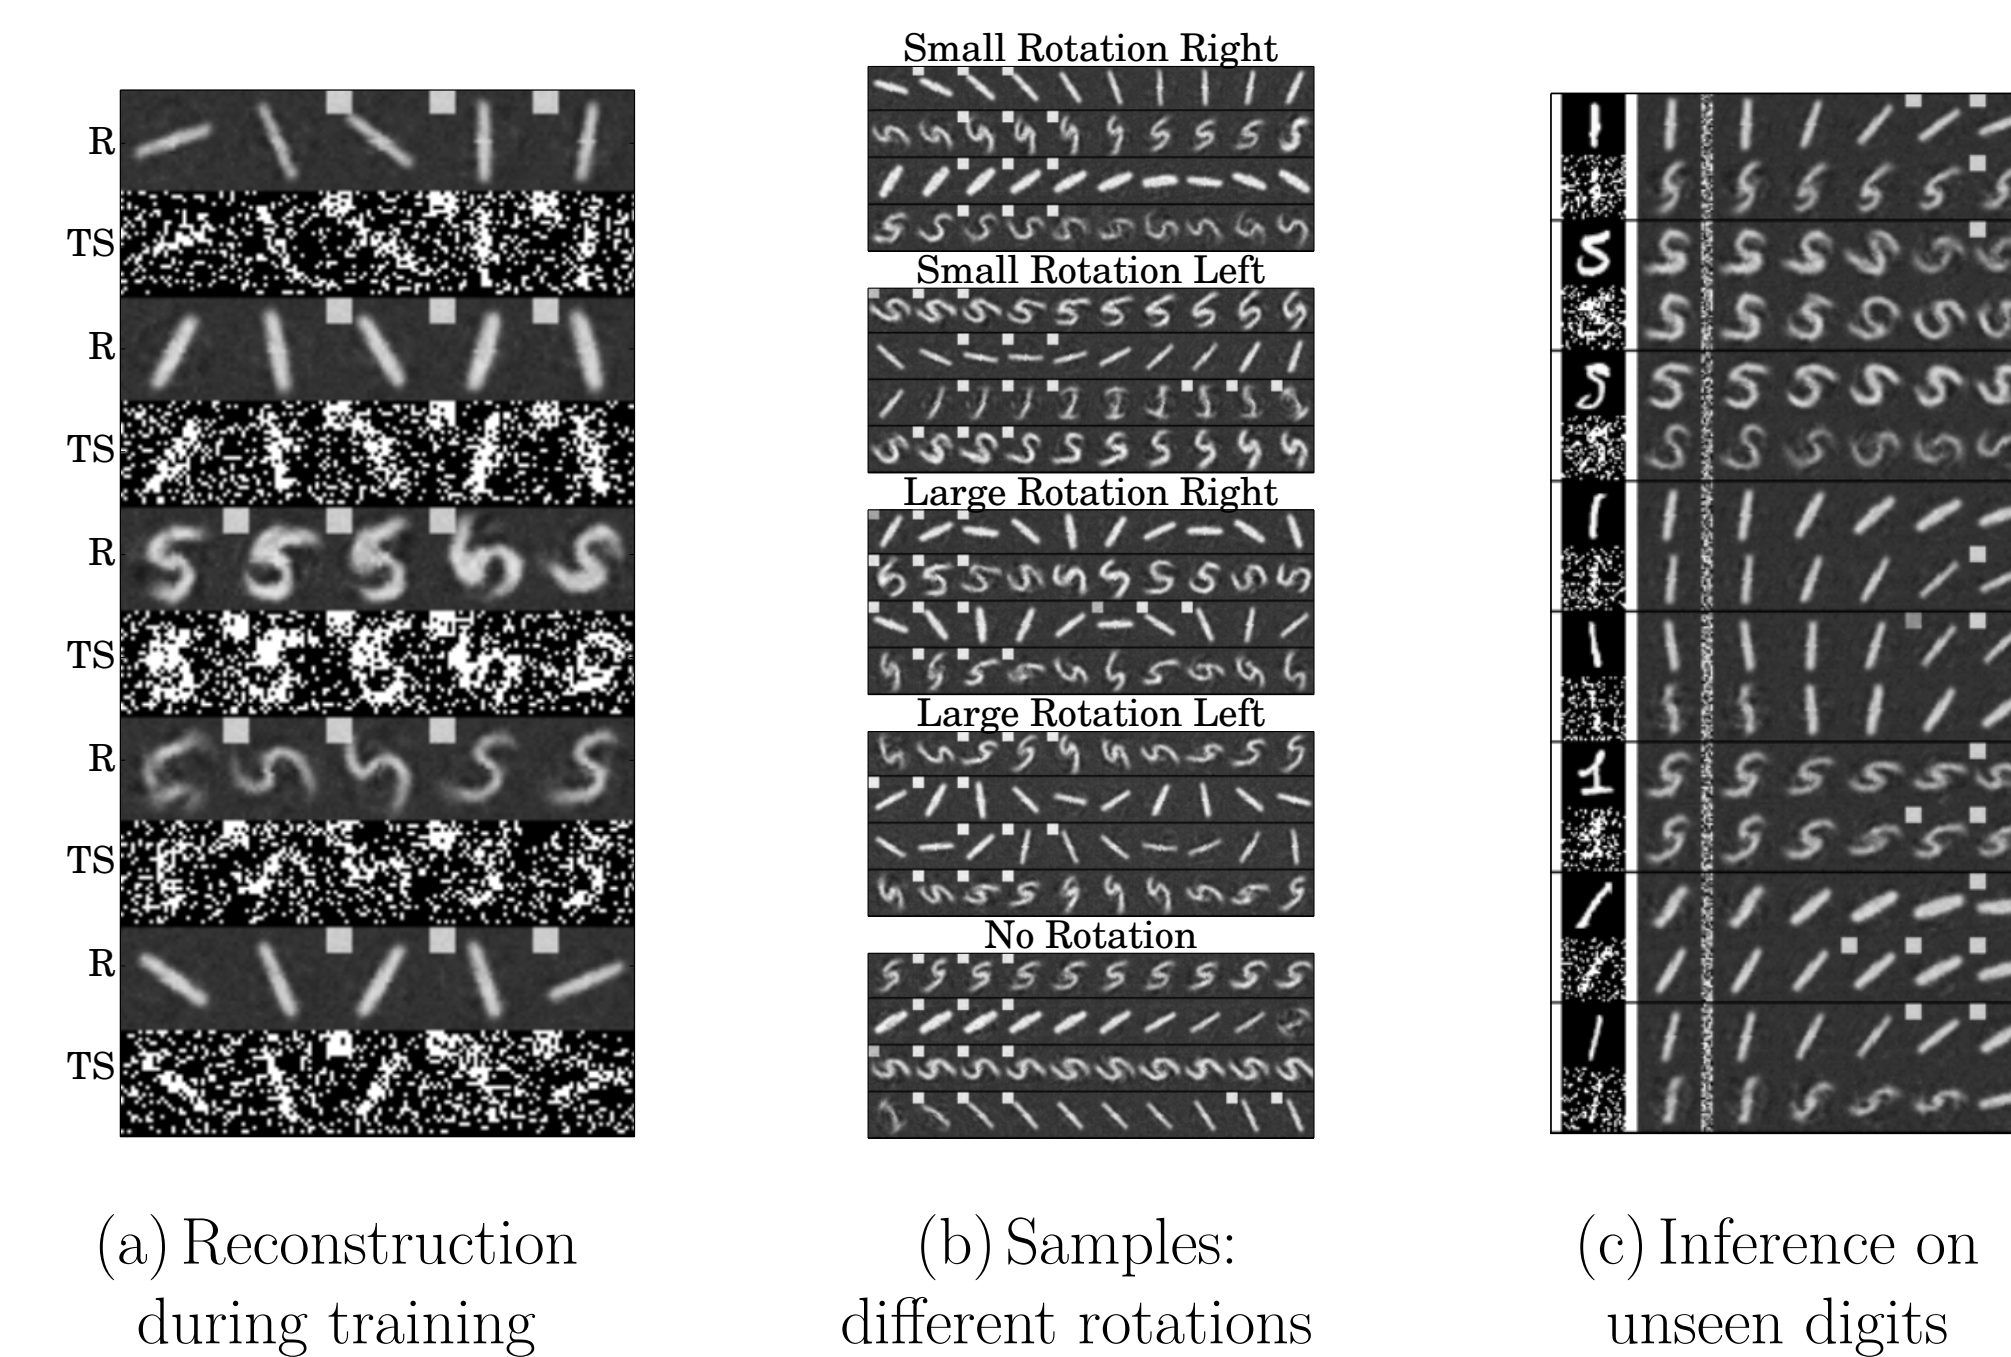 R
TS
R
TS
R
TS
R
TS
R
TS
(a) Reconstruction
during training
Small Rotation Right
Small Rotation Left
Large Rotation Right
Large Rotation Left
No Rotation
(b) Samples:
different rotations
(c) Inference on
unseen digits